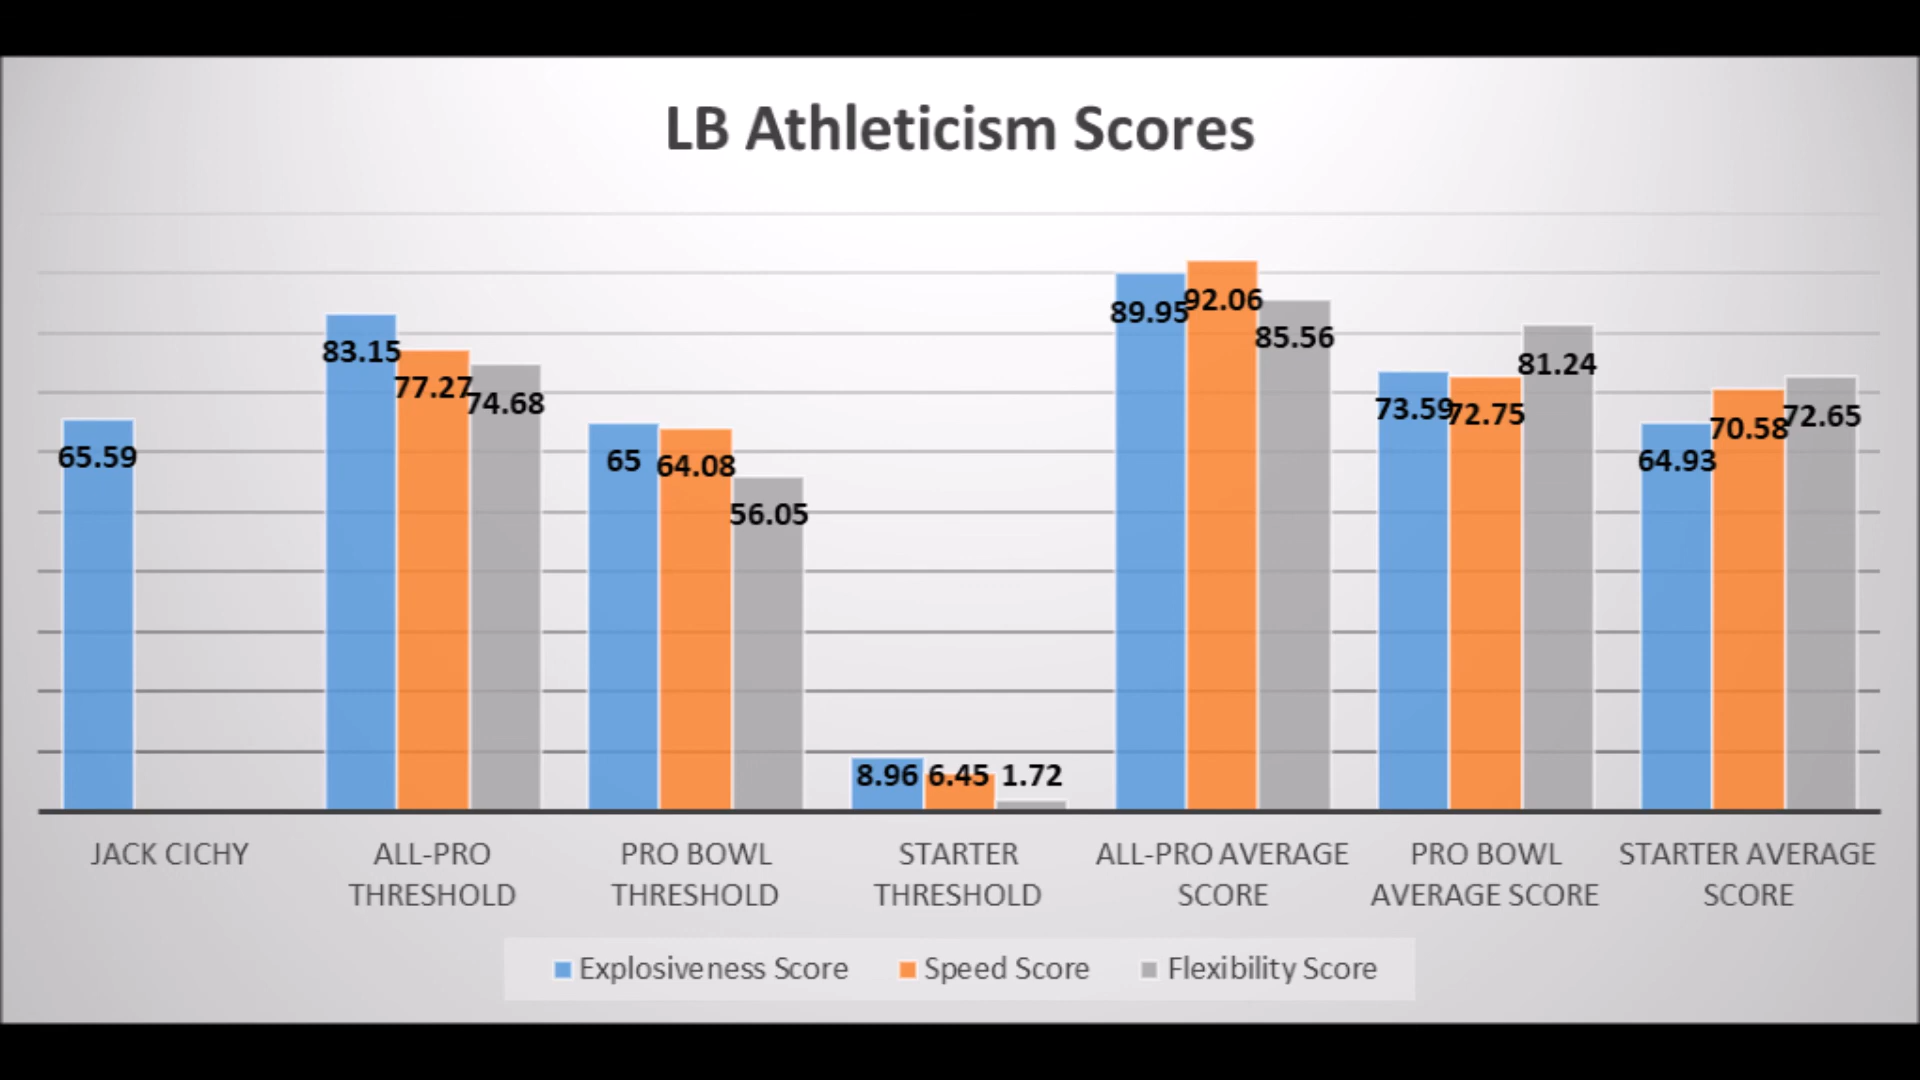 LB Athleticism Scores
65.59
83.15
77.27
74.68
65
64.08
56.05
8.96
6.45
1.72
89.95
92.06
85.56
73.59
72.75
81.24
64.93
70.58
72.65
JACK CICHY
ALL-PRO
THRESHOLD
PRO BOWL
THRESHOLD
STARTER
THRESHOLD
ALL-PRO AVERAGE
SCORE
PRO BOWL
AVERAGE SCORE
STARTER AVERAGE
SCORE
Explosiveness Score
Speed Score
Flexibility Score